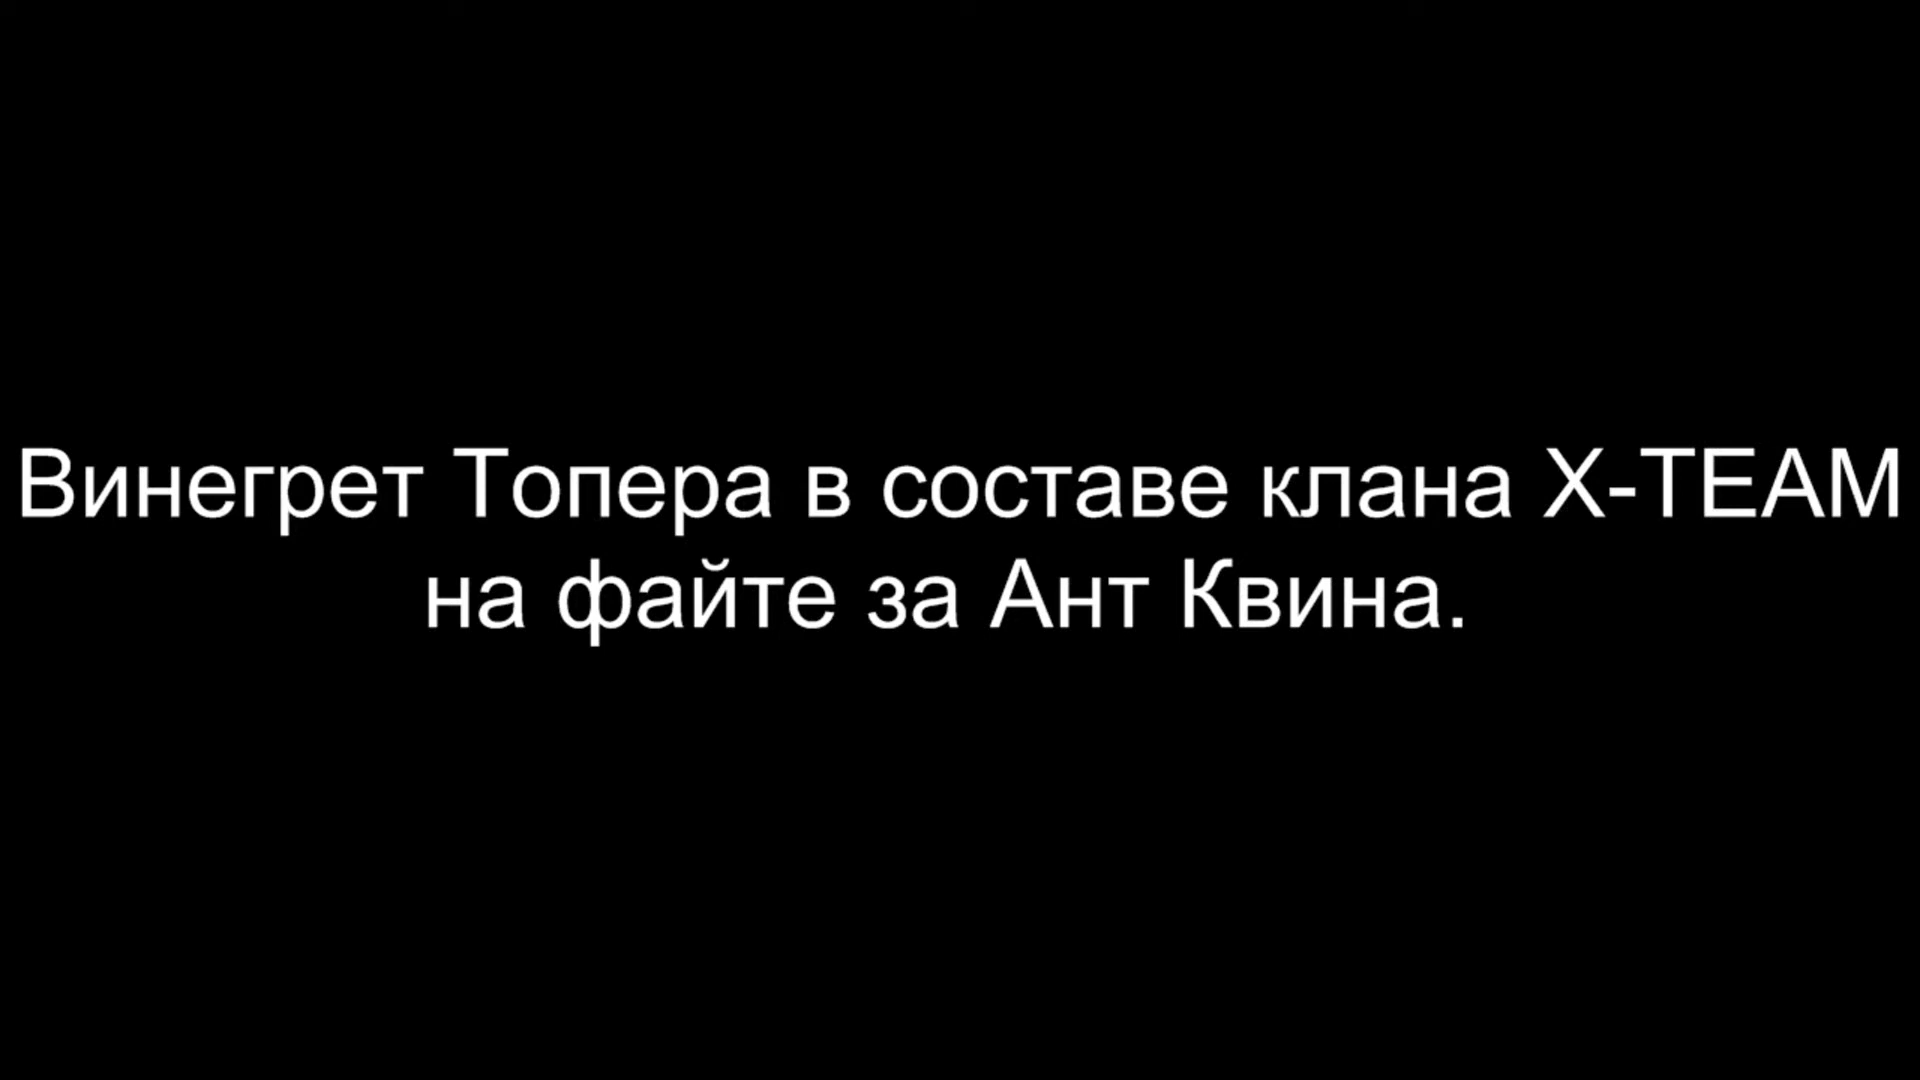 Винегрет Топера в составе клана X-TEAM
на файте за Ант Квина.